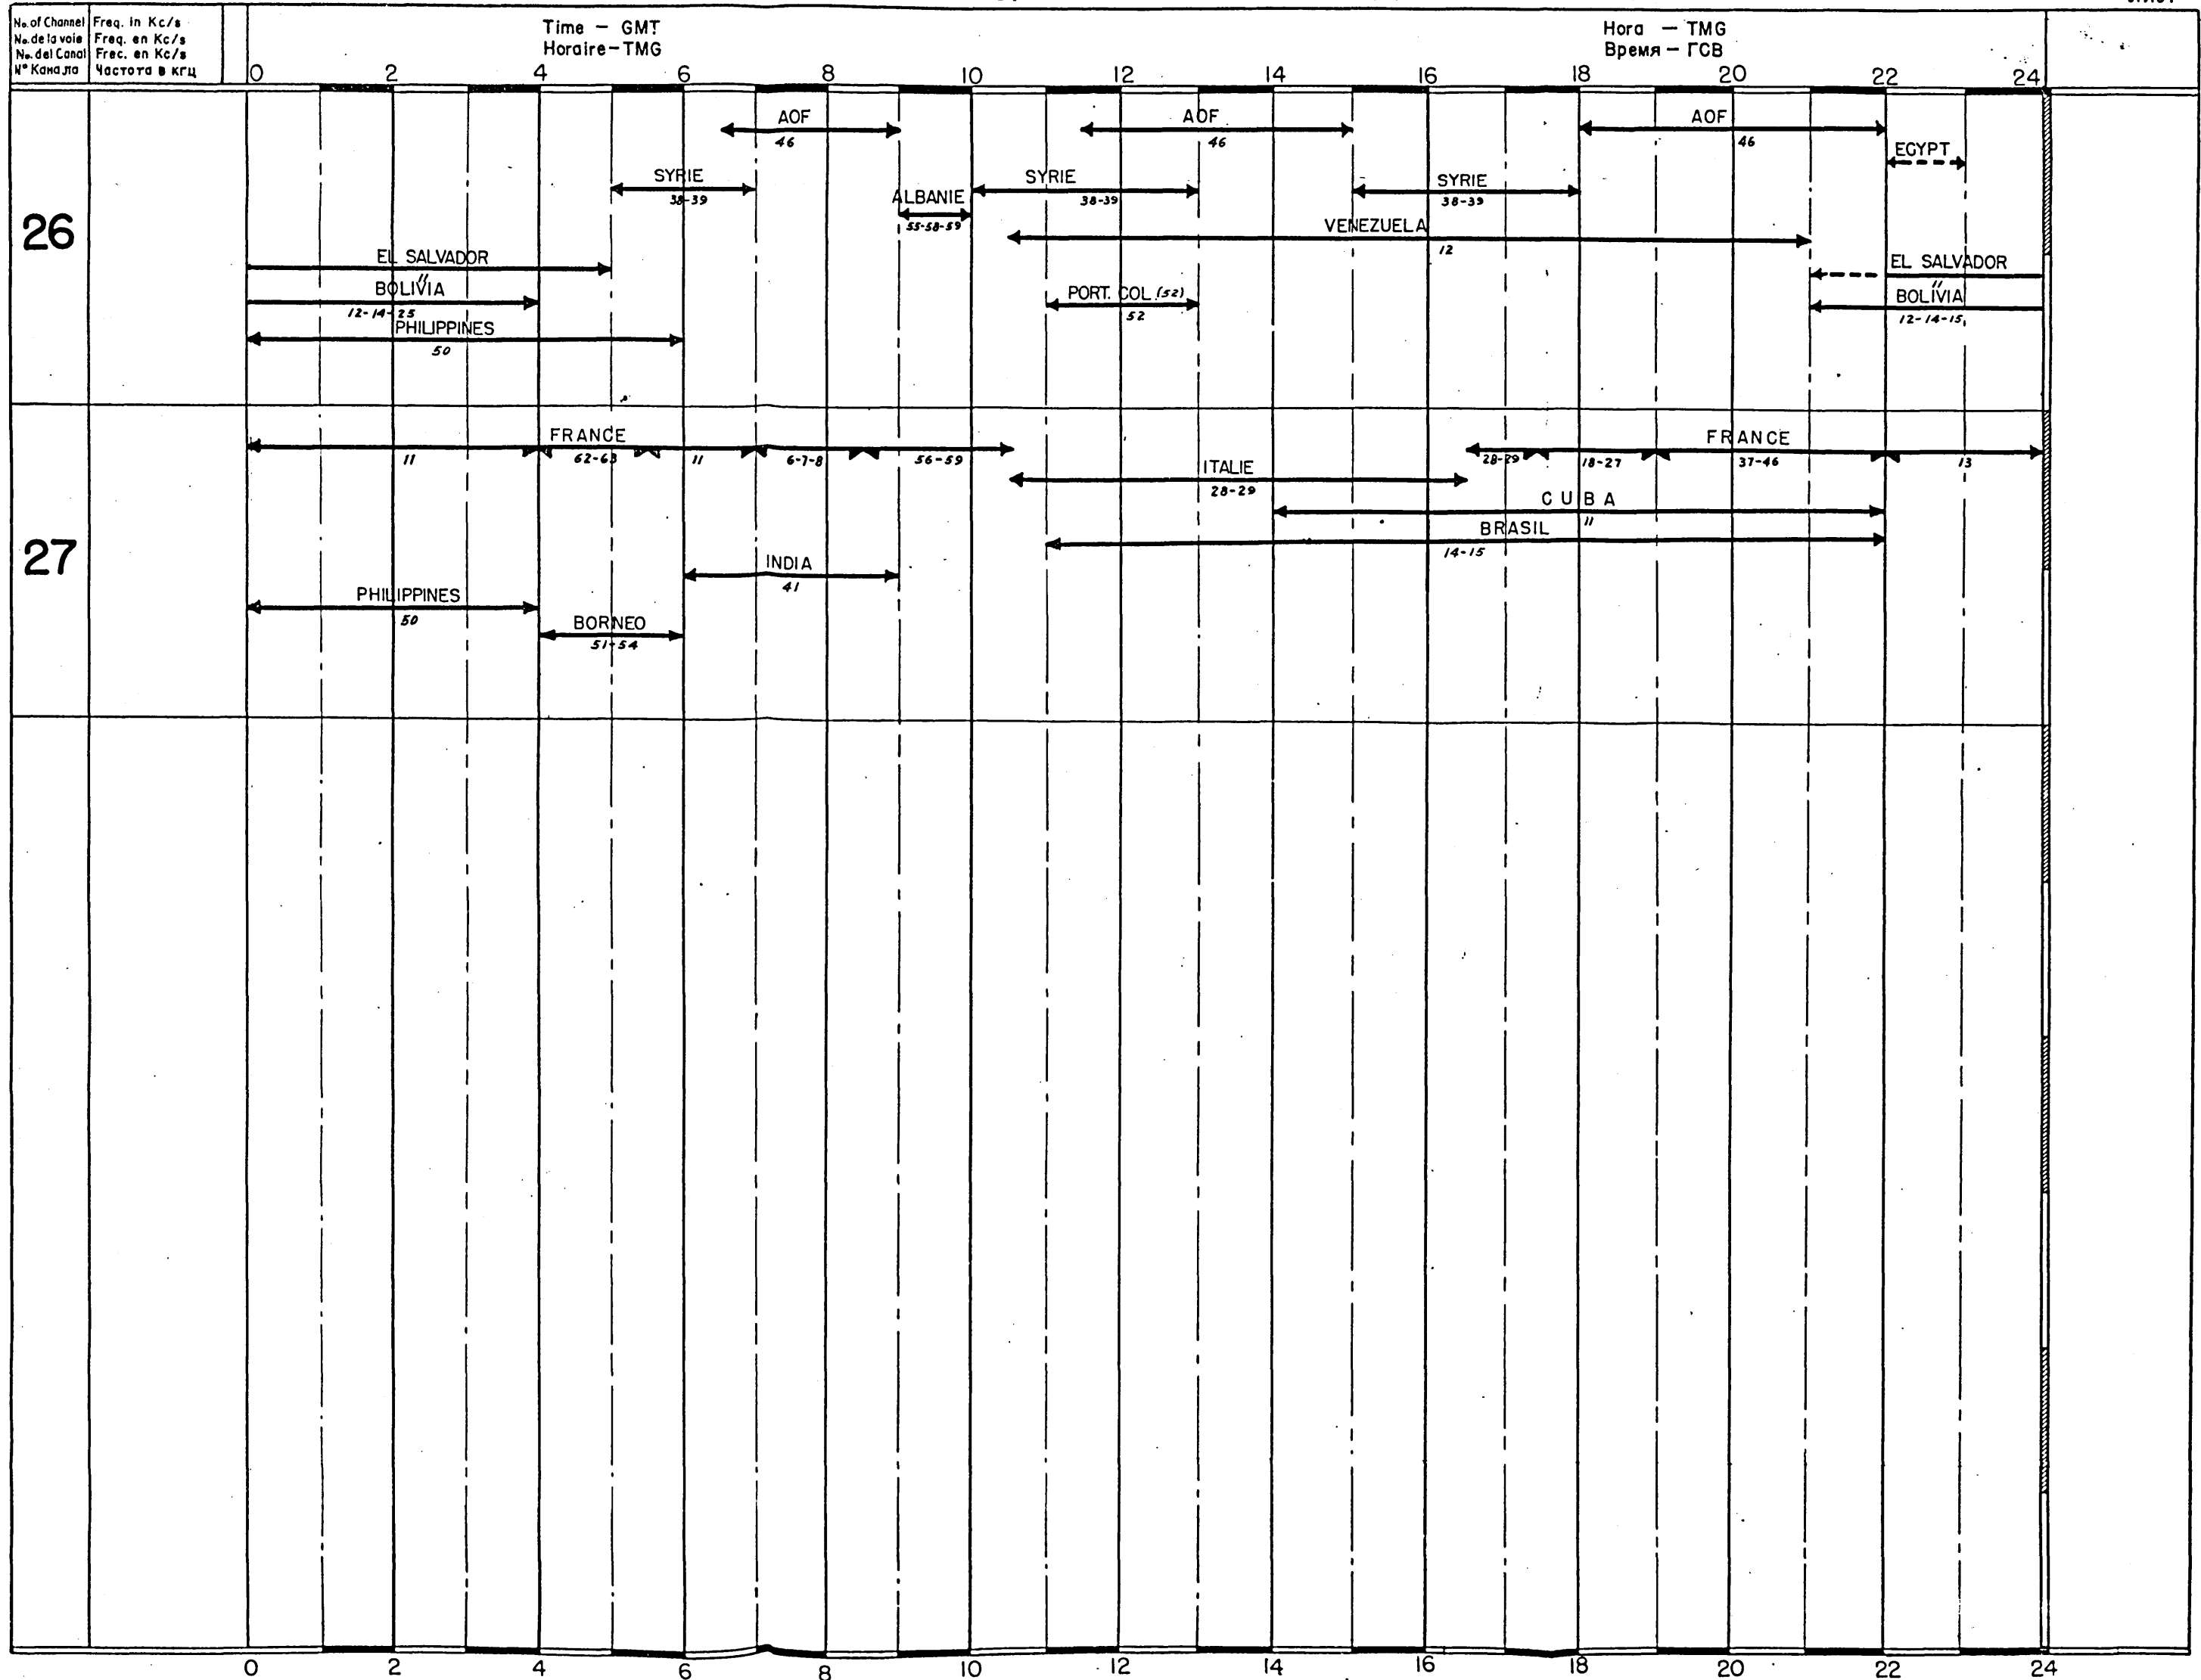 No. of Channel
No. de la voie
No. del Canal
N° Канала
Freq. in Kc/s
Freq. en Kc/s
Frec. en Kc/s
Частота в кгц
Time — GMT
Horaire-TMG
Hora — TMG
Время — ГСВ
0 2 4 6 8 10 12 14 16 18 20 22 24
26
AOF
46
AOF
46
AOF
46
EGYPT
SYRIE
38-39
ALBANIE
55-58-59
SYRIE
38-39
SYRIE
38-39
VENEZUELA
12
EL SALVADOR
"
EL SALVADOR
"
BOLIVIA
12-14-25
PORT. COL. (52)
52
BOLIVIA
12-14-15
PHILIPPINES
50
27
FRANCE
11 62-63 11 6-7-8 56-59
FRANCE
28-29 18-27 37-46 13
ITALIE
28-29
CUBA
"
BRASIL
14-15
INDIA
41
PHILIPPINES
50
BORNEO
51-54
0 2 4 6 8 10 12 14 16 18 20 22 24